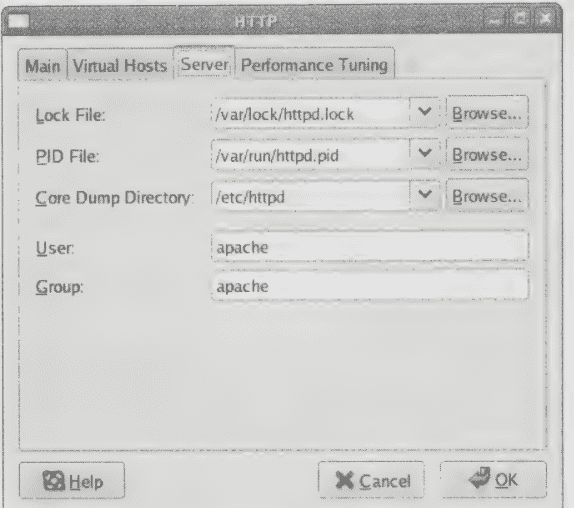 HTTP
Main Virtual Hosts Server Performance Tuning
Lock File: /var/lock/httpd.lock Browse...
PID File: /var/run/httpd.pid Browse...
Core Dump Directory: /etc/httpd Browse...
User: apache
Group: apache
Help Cancel OK